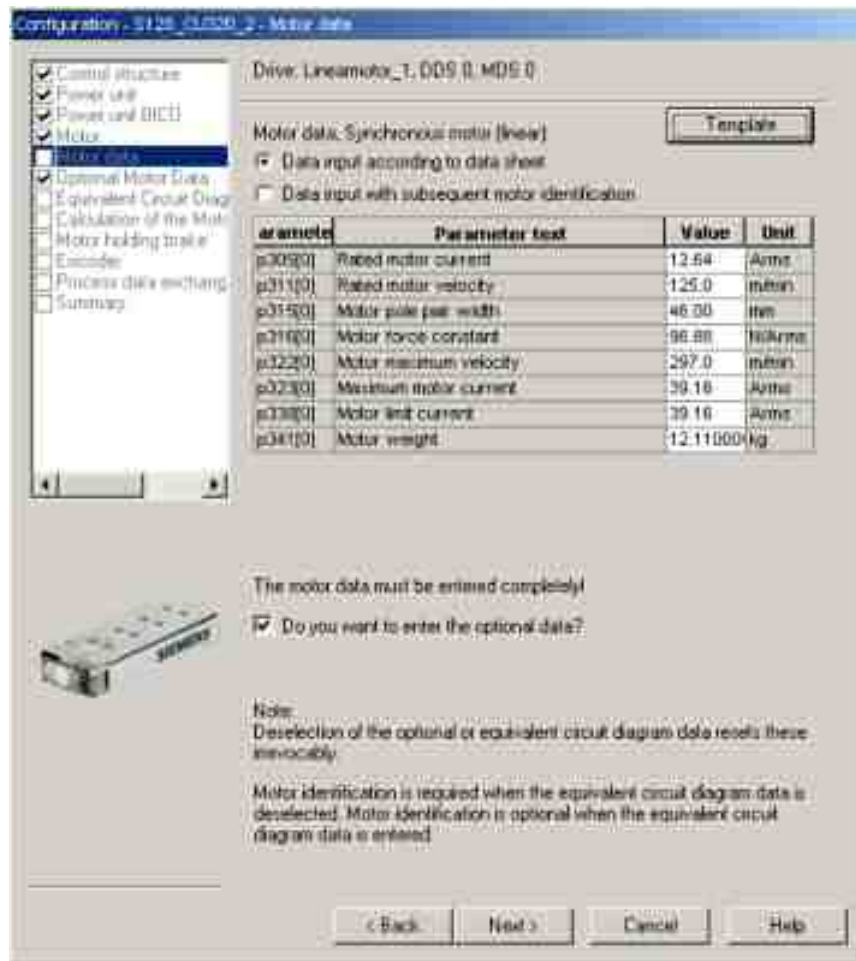 Configuration - S120_CU320_2 - Motor data
Control structure
Power unit
Power unit BICO
Motor
Motor data
Optional Motor Data
Equivalent Circuit Diag
Calculation of the Moto
Motor holding brake
Encoder
Process data exchang
Summary
Drive: Linearmotor_1, DDS 0, MDS 0
Motor data, Synchronous motor (linear)
Template
Data input according to data sheet
Data input with subsequent motor identification
aramete Parameter text Value Unit
p305[0] Rated motor current 12.64 Arms
p311[0] Rated motor velocity 125.0 m/min
p315[0] Motor pole pair width 46.00 mm
p316[0] Motor force constant N/Arms
p322[0] Motor maximum velocity 297.0 m/min
p323[0] Maximum motor current 39.16 Arms
p338[0] Motor limit current 39.16 Arms
p341[0] Motor weight 12.11000 kg
The motor data must be entered completely!
Do you want to enter the optional data?
SIEMENS
Note:
Deselection of the optional or equivalent circuit diagram data resets these
irrevocably.
Motor identification is required when the equivalent circuit diagram data is
deselected. Motor identification is optional when the equivalent circuit
diagram data is entered
< Back
Next >
Cancel
Help